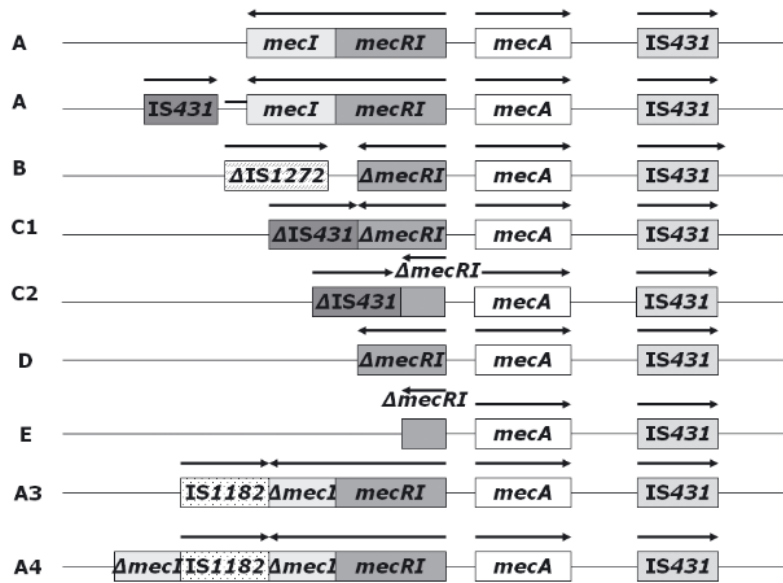 A mecI mecRI mecA IS431
A IS431 mecI mecRI mecA IS431
B ΔIS1272 ΔmecRI mecA IS431
C1 ΔIS431 ΔmecRI mecA IS431
ΔmecRI
C2 ΔIS431 mecA IS431
D ΔmecRI mecA IS431
ΔmecRI
E mecA IS431
A3 IS1182 ΔmecI mecRI mecA IS431
A4 ΔmecI IS1182 ΔmecI mecRI mecA IS431